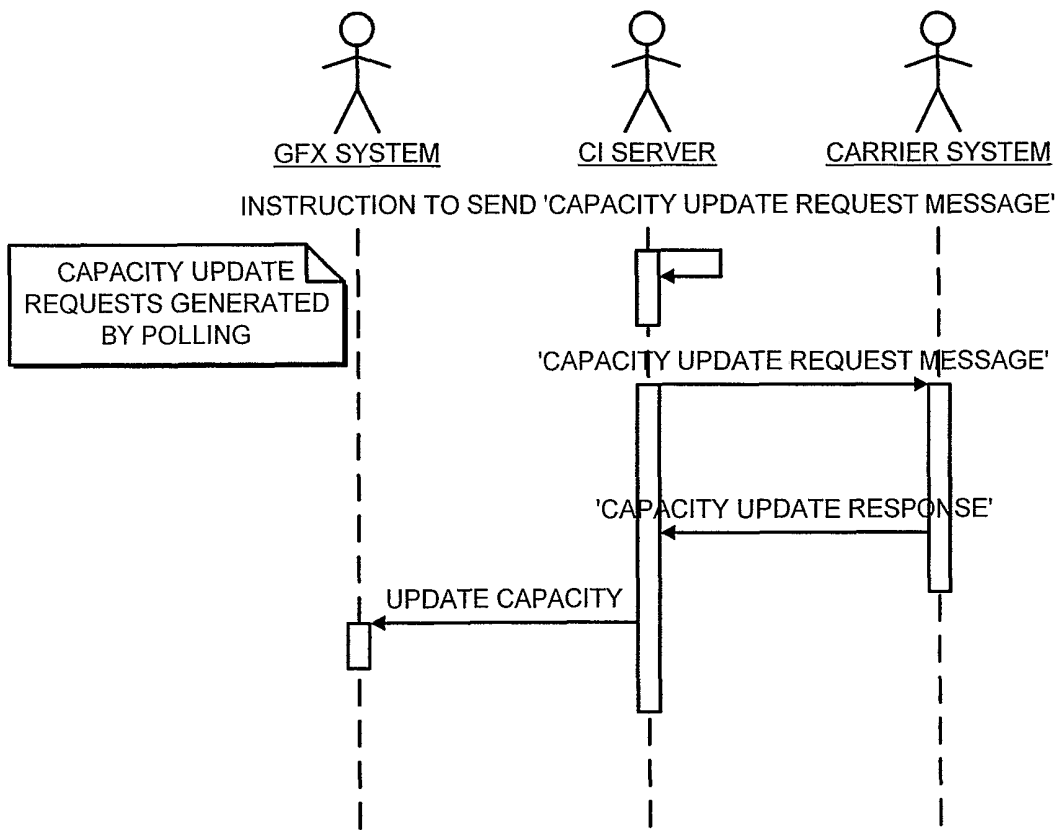 GFX SYSTEM
CI SERVER
CARRIER SYSTEM
INSTRUCTION TO SEND 'CAPACITY UPDATE REQUEST MESSAGE'
CAPACITY UPDATE
REQUESTS GENERATED
BY POLLING
'CAPACITY UPDATE REQUEST MESSAGE'
'CAPACITY UPDATE RESPONSE'
UPDATE CAPACITY